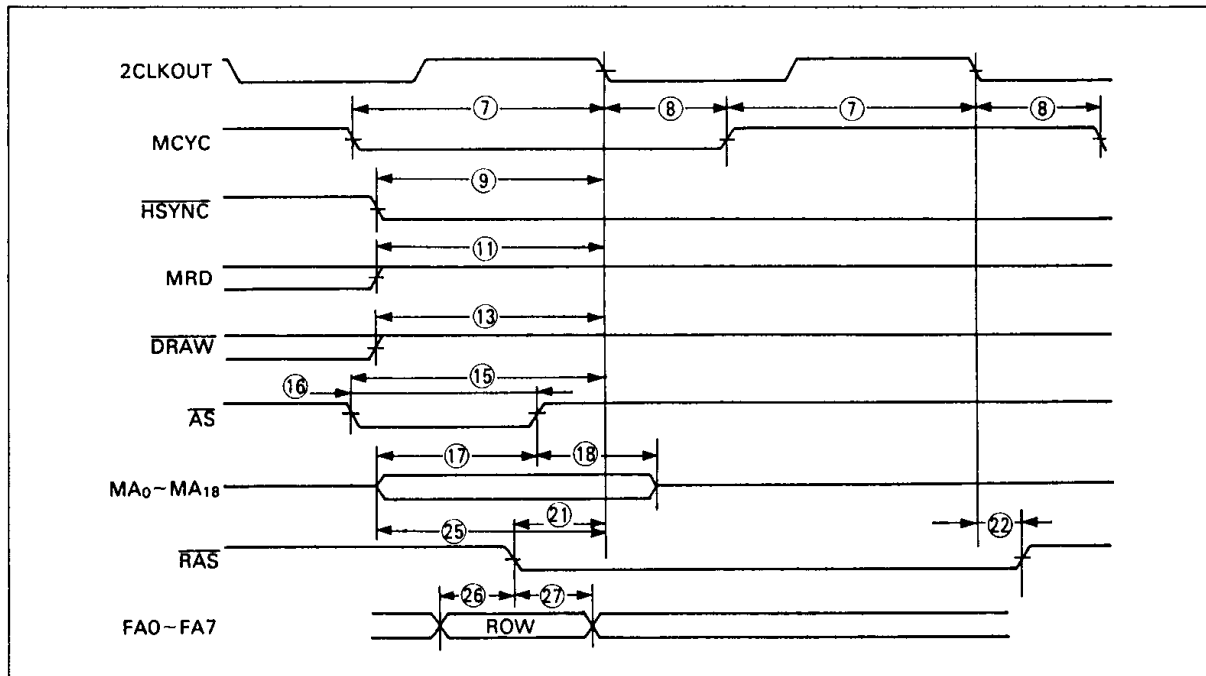 2CLKOUT
⑦ ⑧ ⑦ ⑧
MCYC
⑨
HSYNC
⑪
MRD
⑬
DRAW
⑯ ⑮
AS
⑰ ⑱
MA₀~MA₁₈
㉕ ㉑ ㉒
RAS
㉖ ㉗
FA0~FA7 ROW